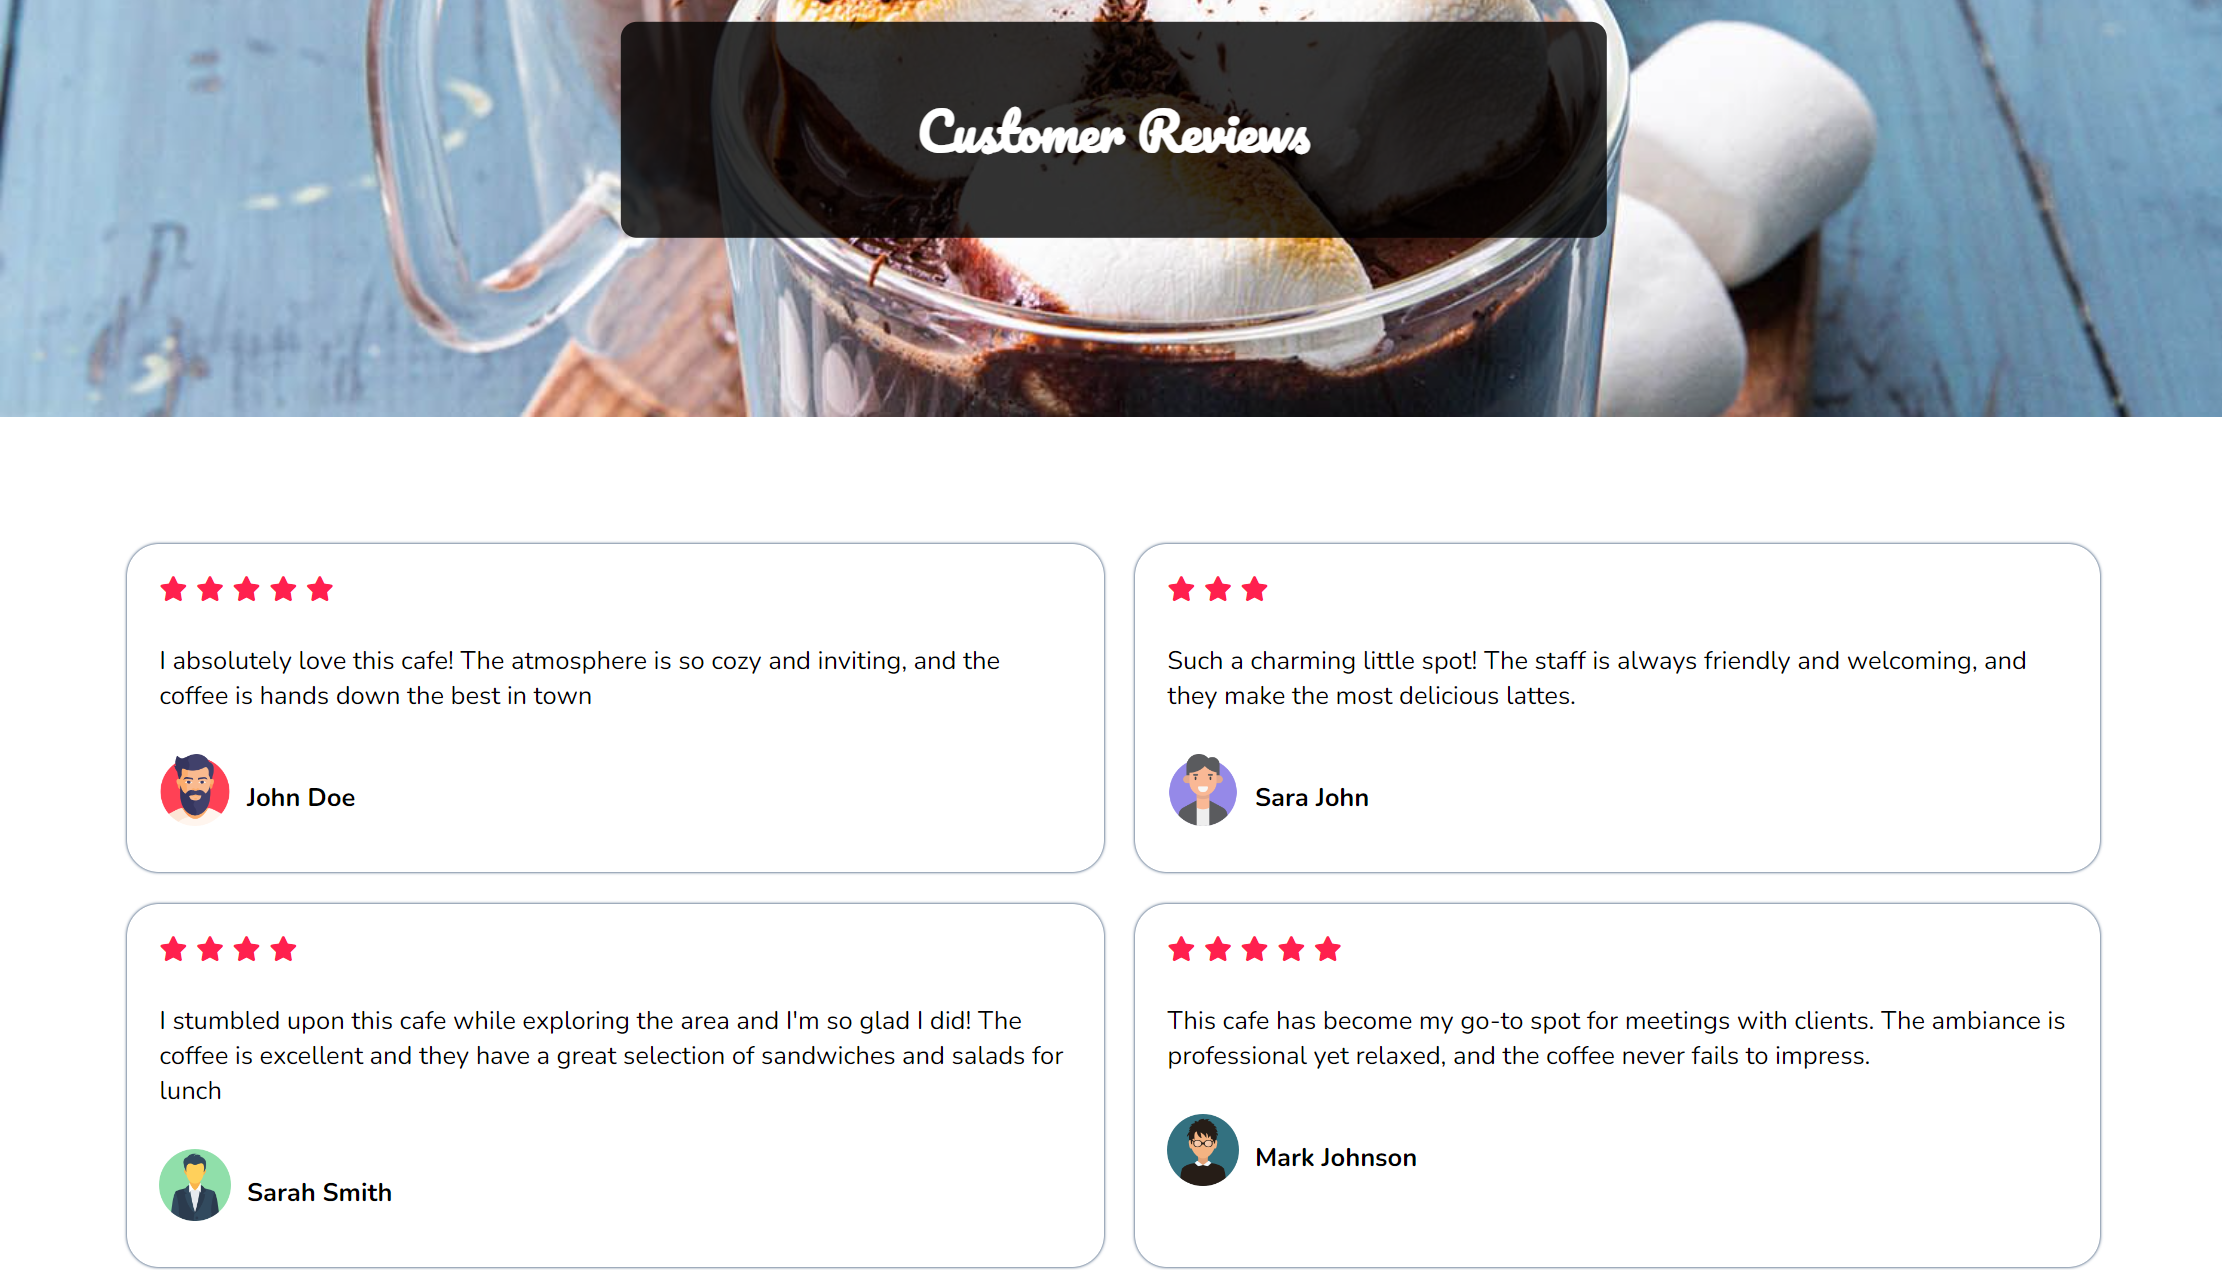 Customer Reviews
I absolutely love this cafe! The atmosphere is so cozy and inviting, and the
coffee is hands down the best in town
John Doe
Such a charming little spot! The staff is always friendly and welcoming, and
they make the most delicious lattes.
Sara John
I stumbled upon this cafe while exploring the area and I'm so glad I did! The
coffee is excellent and they have a great selection of sandwiches and salads for
lunch
Sarah Smith
This cafe has become my go-to spot for meetings with clients. The ambiance is
professional yet relaxed, and the coffee never fails to impress.
Mark Johnson